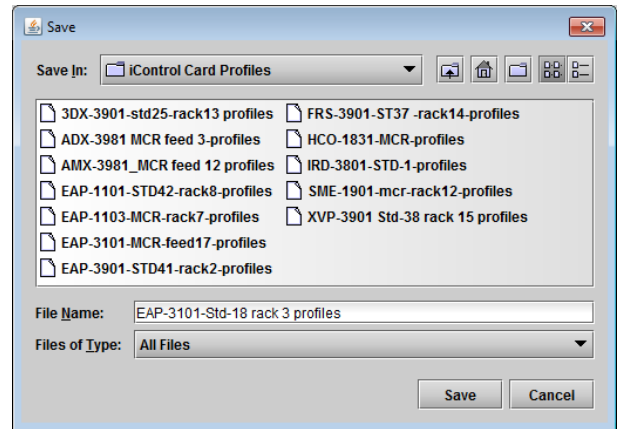 Save
Save In: iControl Card Profiles
3DX-3901-std25-rack13 profiles
ADX-3981 MCR feed 3-profiles
AMX-3981_MCR feed 12 profiles
EAP-1101-STD42-rack8-profiles
EAP-1103-MCR-rack7-profiles
EAP-3101-MCR-feed17-profiles
EAP-3901-STD41-rack2-profiles
FRS-3901-ST37 -rack14-profiles
HCO-1831-MCR-profiles
IRD-3801-STD-1-profiles
SME-1901-mcr-rack12-profiles
XVP-3901 Std-38 rack 15 profiles
File Name: EAP-3101-Std-18 rack 3 profiles
Files of Type: All Files
Save Cancel